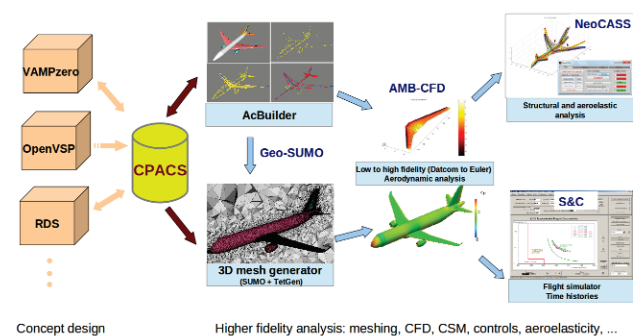 VAMPzero
OpenVSP
RDS
CPACS
AcBuilder
Geo-SUMO
3D mesh generator
(SUMO + TetGen)
AMB-CFD
Low to high fidelity (Datcom to Euler)
Aerodynamic analysis
Cp
NeoCASS
Structural and aeroelastic
analysis
S&C
Flight simulator
Time histories
Concept design
Higher fidelity analysis: meshing, CFD, CSM, controls, aeroelasticity, ...